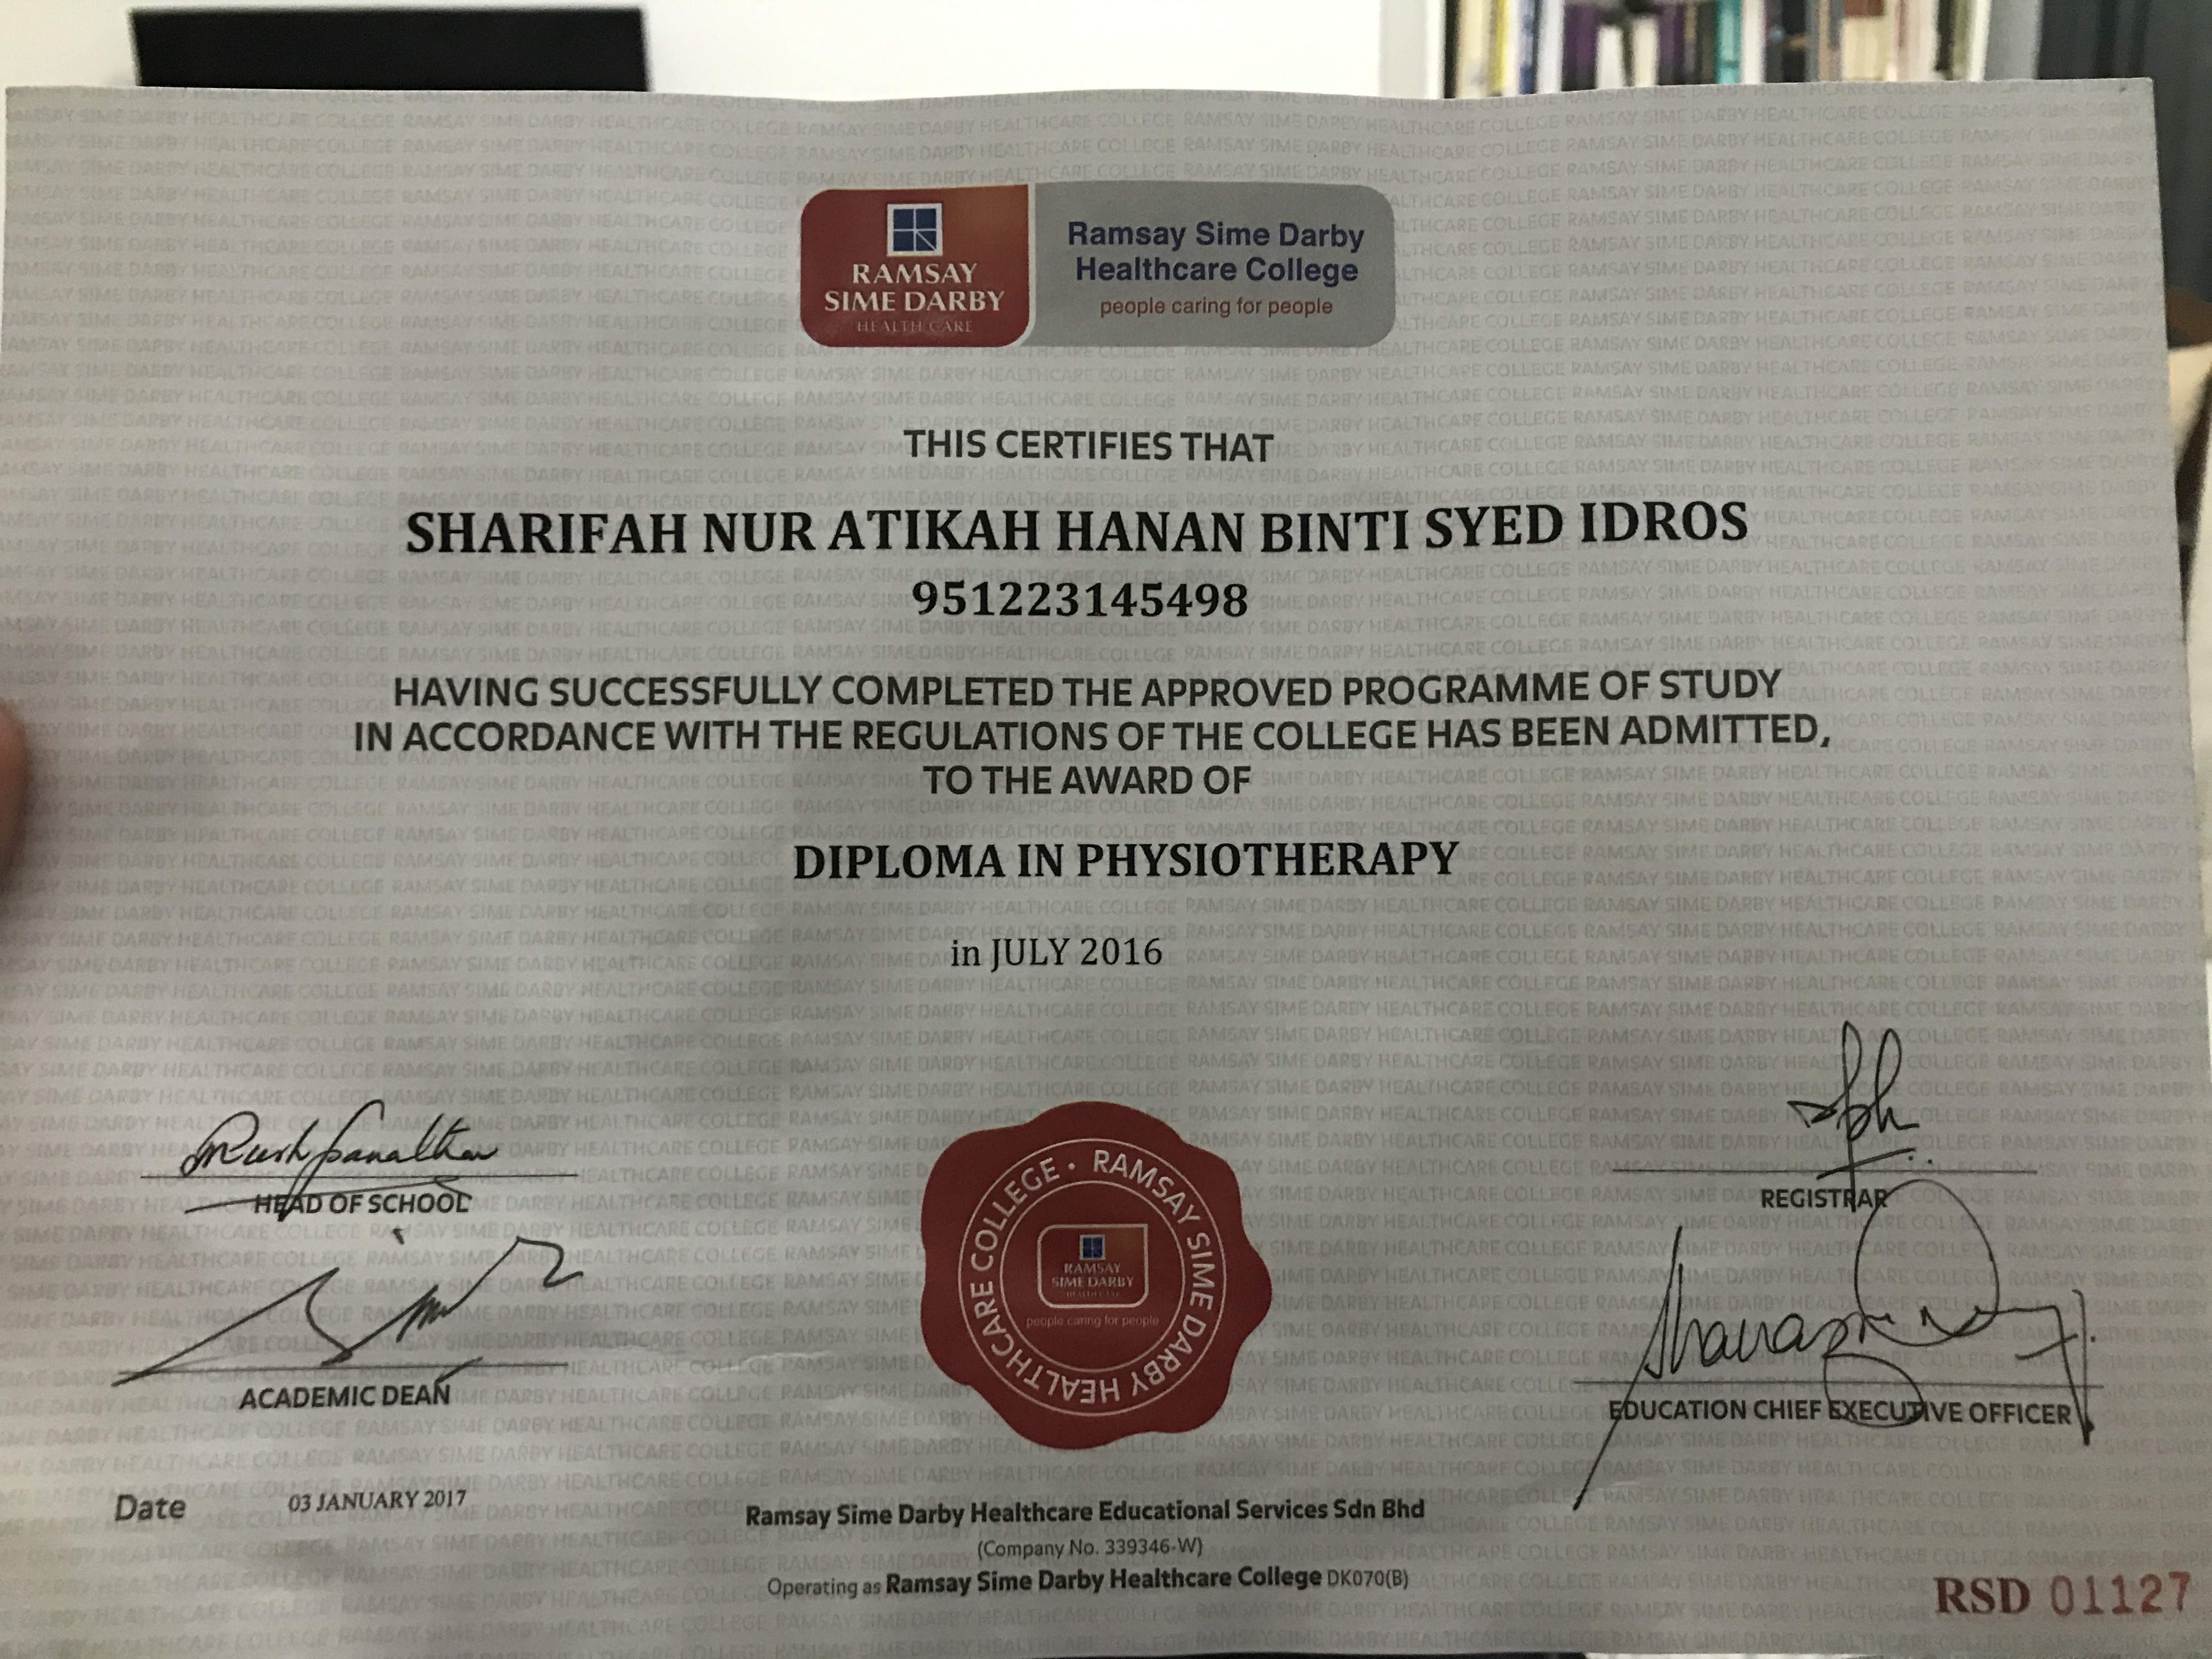 RAMSAY
SIME DARBY
HEALTH CARE
Ramsay Sime Darby
Healthcare College
people caring for people
THIS CERTIFIES THAT
SHARIFAH NUR ATIKAH HANAN BINTI SYED IDROS
951223145498
HAVING SUCCESSFULLY COMPLETED THE APPROVED PROGRAMME OF STUDY
IN ACCORDANCE WITH THE REGULATIONS OF THE COLLEGE HAS BEEN ADMITTED,
TO THE AWARD OF
DIPLOMA IN PHYSIOTHERAPY
in JULY 2016
HEAD OF SCHOOL
REGISTRAR
ACADEMIC DEAN
EDUCATION CHIEF EXECUTIVE OFFICER
RAMSAY SIME DARBY HEALTHCARE COLLEGE •
RAMSAY
SIME DARBY
people caring for people
Date 03 JANUARY 2017
Ramsay Sime Darby Healthcare Educational Services Sdn Bhd
(Company No. 339346-W)
Operating as Ramsay Sime Darby Healthcare College DK070(B)
RSD 01127